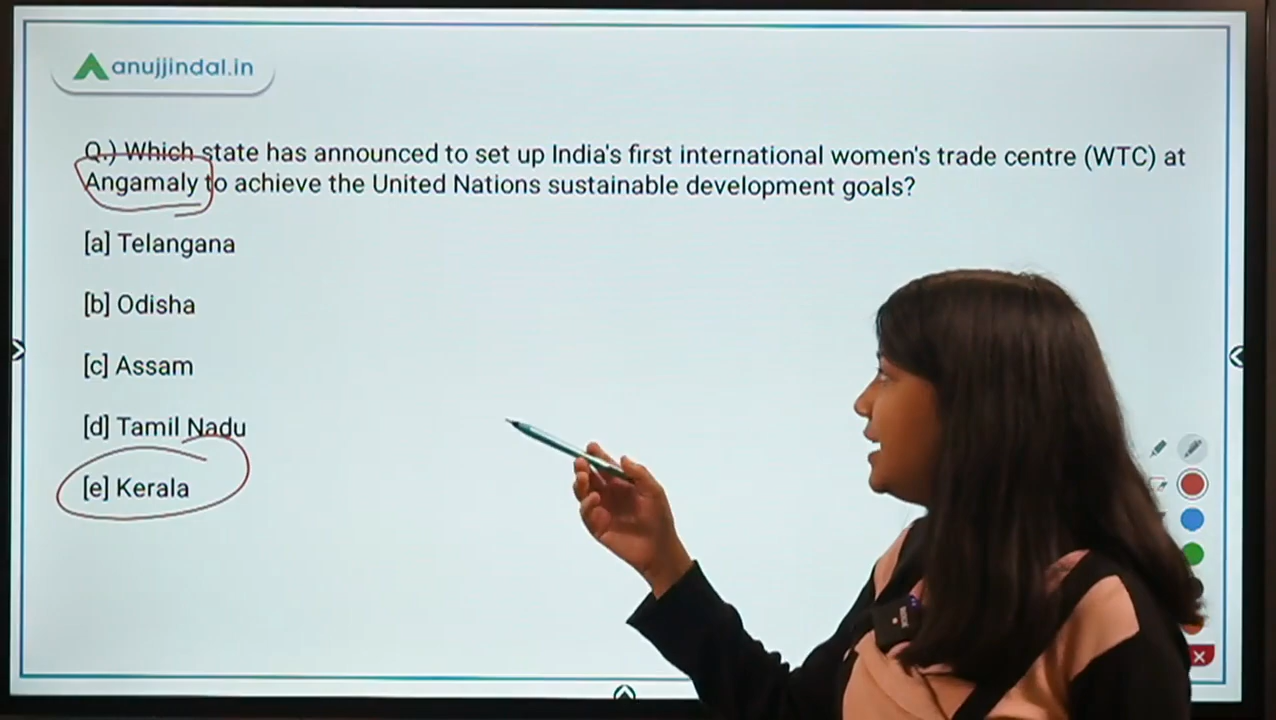 anujjindal.in
Q.) Which state has announced to set up India's first international women's trade centre (WTC) at
Angamaly to achieve the United Nations sustainable development goals?
[a] Telangana
[b] Odisha
[c] Assam
[d] Tamil Nadu
[e] Kerala